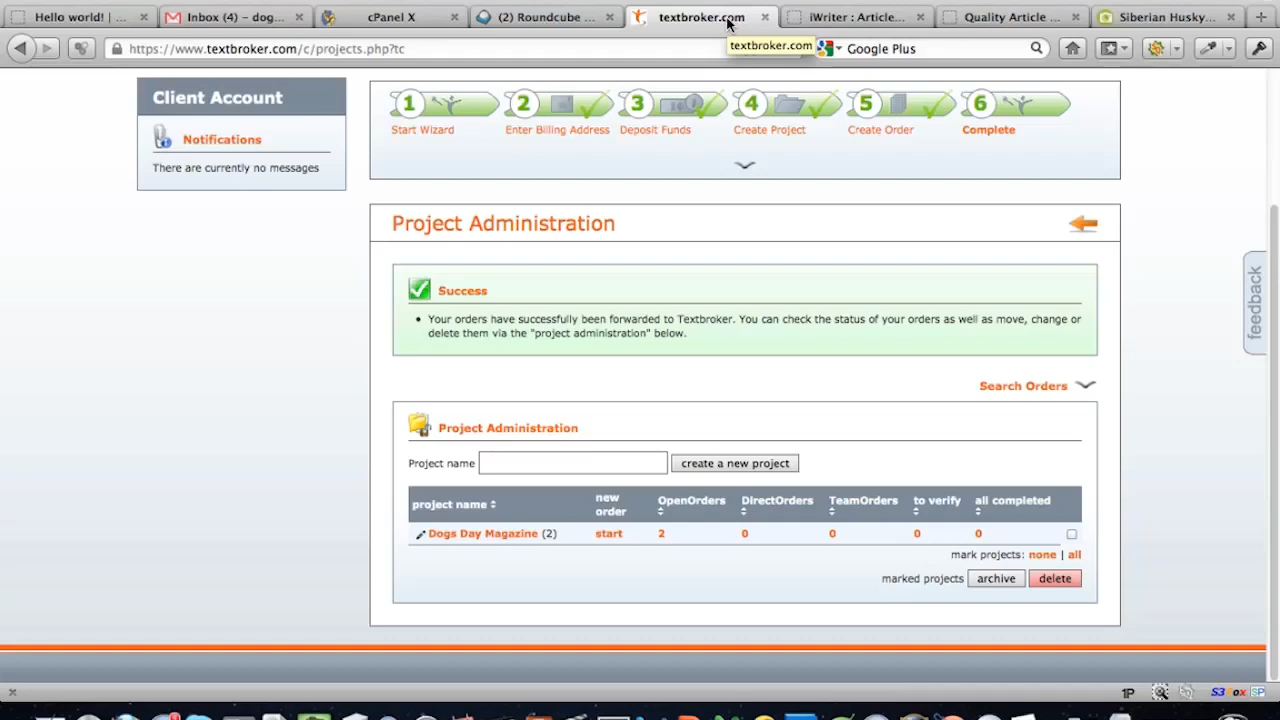 Hello world! | ...
Inbox (4) – dog...
cPanel X
(2) Roundcube ...
textbroker.com
iWriter : Article...
Quality Article ...
Siberian Husky...
https://www.textbroker.com/c/projects.php?tc
textbroker.com
Google Plus
Client Account
Notifications
There are currently no messages
1
2
3
4
5
6
Start Wizard
Enter Billing Address
Deposit Funds
Create Project
Create Order
Complete
Project Administration
Success
• Your orders have successfully been forwarded to Textbroker. You can check the status of your orders as well as move, change or
delete them via the "project administration" below.
Search Orders
Project Administration
Project name
create a new project
project name
new order
OpenOrders
DirectOrders
TeamOrders
to verify
all completed
Dogs Day Magazine (2)
start
2
0
0
0
0
mark projects: none | all
marked projects
archive
delete
feedback
1P
S3Fox
SP